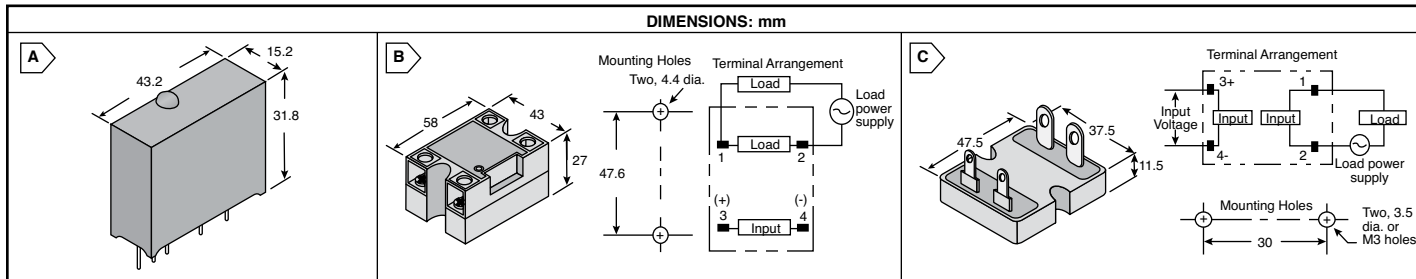 DIMENSIONS: mm
A
15.2
43.2
31.8
B
58
43
27
Mounting Holes
Two, 4.4 dia.
47.6
Terminal Arrangement
Load
Load
power
supply
Load
1
2
(+)
(-)
3
4
Input
C
47.5
37.5
11.5
Terminal Arrangement
3+
1
Input
Voltage
Input
Input
Load
4-
2
Load power
supply
Mounting Holes
Two, 3.5
dia. or
M3 holes
30